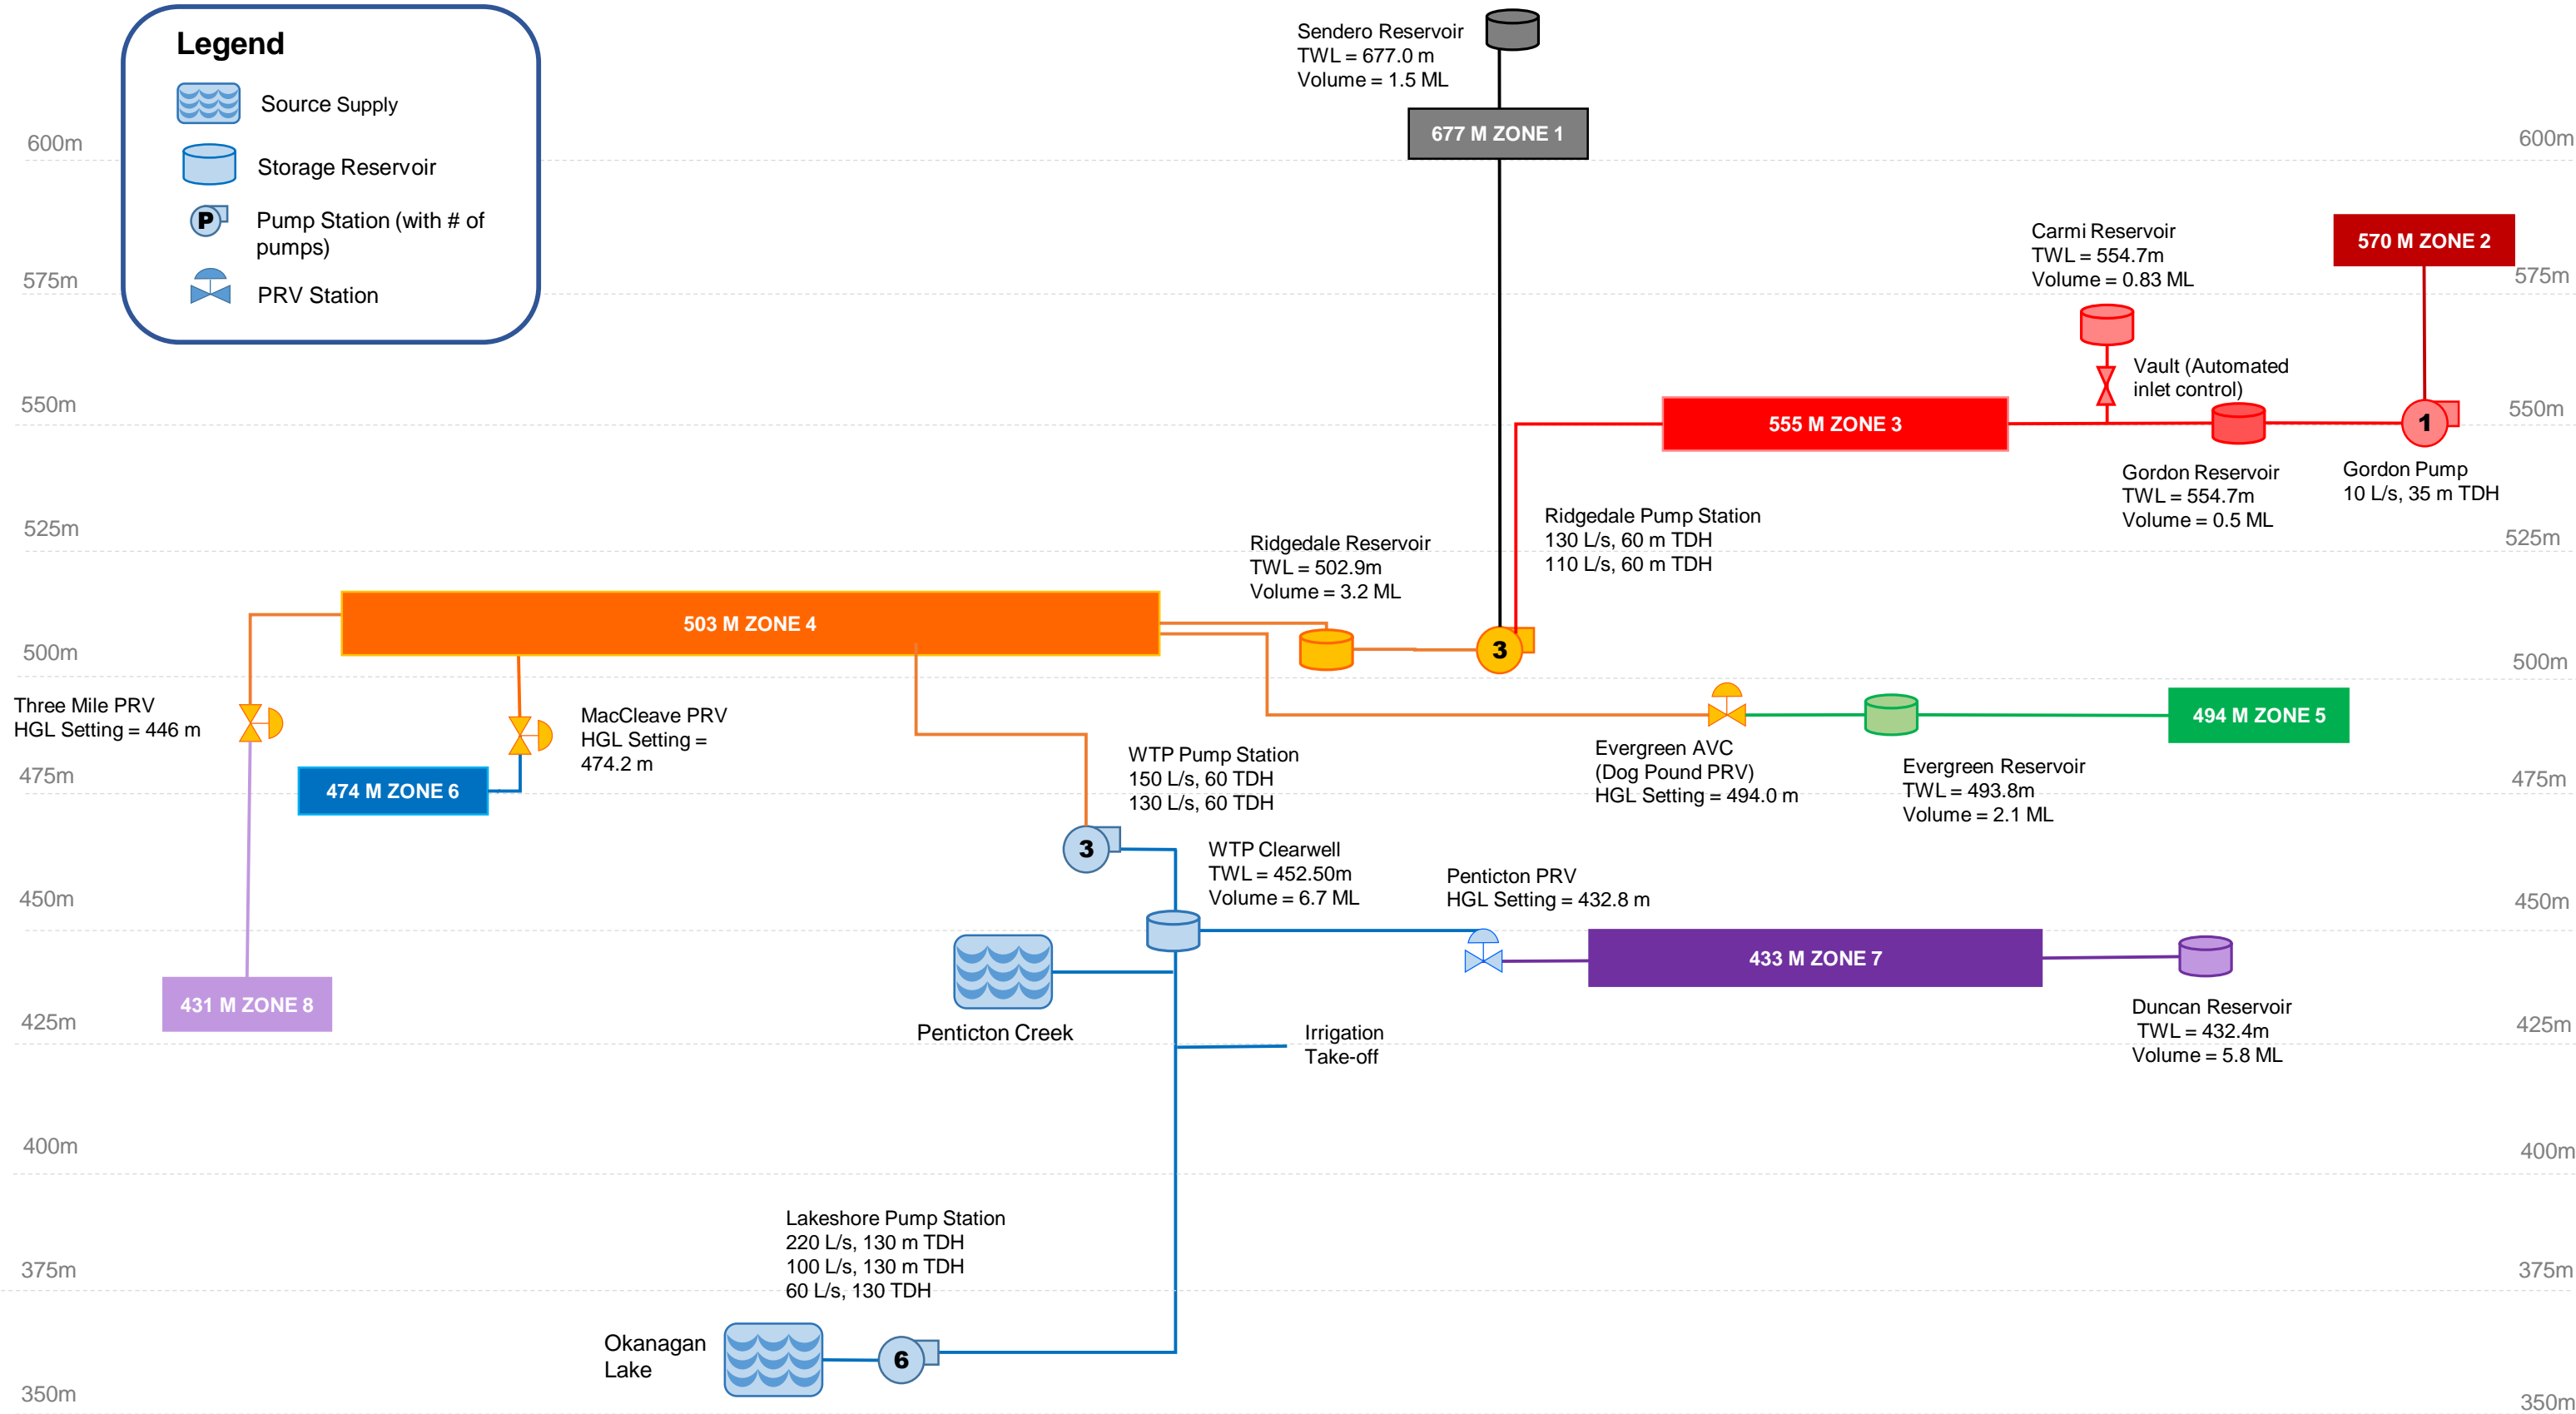 Legend
Source Supply
Storage Reservoir
P
Pump Station (with # of
pumps)
PRV Station
Sendero Reservoir
TWL = 677.0 m
Volume = 1.5 ML
677 M ZONE 1
600m
600m
Carmi Reservoir
TWL = 554.7m
Volume = 0.83 ML
570 M ZONE 2
575m
575m
Vault (Automated
inlet control)
550m
550m
555 M ZONE 3
1
Gordon Reservoir
TWL = 554.7m
Volume = 0.5 ML
Gordon Pump
10 L/s, 35 m TDH
525m
525m
Ridgedale Pump Station
130 L/s, 60 m TDH
110 L/s, 60 m TDH
Ridgedale Reservoir
TWL = 502.9m
Volume = 3.2 ML
503 M ZONE 4
3
500m
500m
Three Mile PRV
HGL Setting = 446 m
MacCleave PRV
HGL Setting =
474.2 m
494 M ZONE 5
WTP Pump Station
150 L/s, 60 TDH
130 L/s, 60 TDH
Evergreen AVC
(Dog Pound PRV)
HGL Setting = 494.0 m
Evergreen Reservoir
TWL = 493.8m
Volume = 2.1 ML
475m
475m
474 M ZONE 6
3
WTP Clearwell
TWL = 452.50m
Volume = 6.7 ML
Penticton PRV
HGL Setting = 432.8 m
450m
450m
433 M ZONE 7
431 M ZONE 8
Penticton Creek
Duncan Reservoir
TWL = 432.4m
Volume = 5.8 ML
425m
425m
Irrigation
Take-off
400m
400m
Lakeshore Pump Station
220 L/s, 130 m TDH
100 L/s, 130 m TDH
60 L/s, 130 TDH
375m
375m
Okanagan
Lake
6
350m
350m